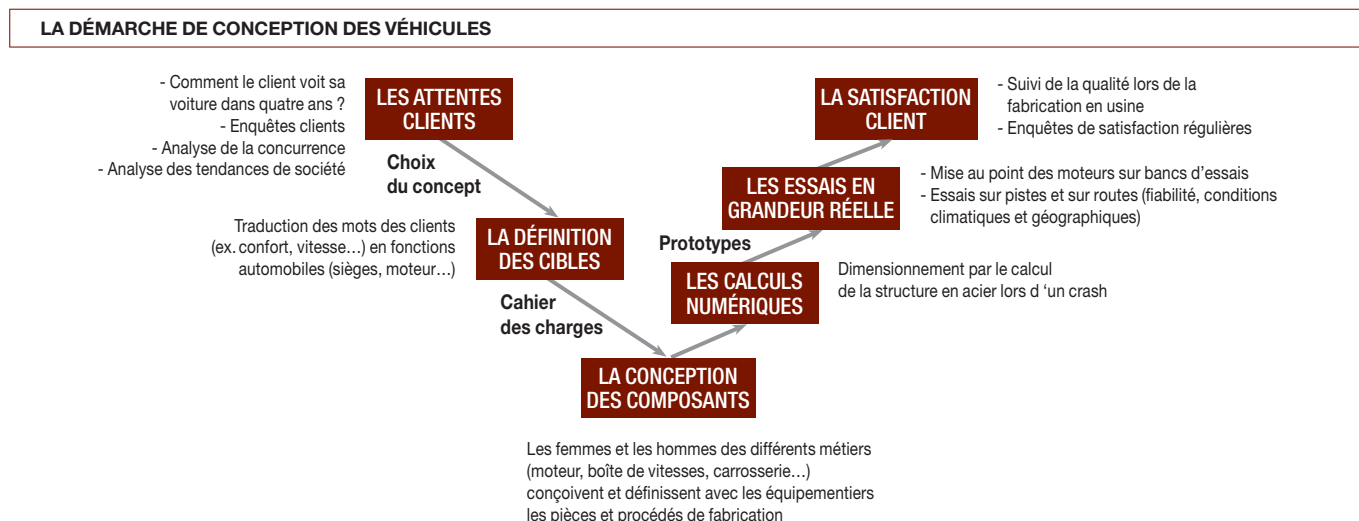 LA DÉMARCHE DE CONCEPTION DES VÉHICULES
- Comment le client voit sa
voiture dans quatre ans ?
- Enquêtes clients
- Analyse de la concurrence
- Analyse des tendances de société
LES ATTENTES
CLIENTS
Choix
du concept
Traduction des mots des clients
(ex. confort, vitesse…) en fonctions
automobiles (sièges, moteur…)
LA DÉFINITION
DES CIBLES
Cahier
des charges
LA CONCEPTION
DES COMPOSANTS
Les femmes et les hommes des différents métiers
(moteur, boîte de vitesses, carrosserie…)
conçoivent et définissent avec les équipementiers
les pièces et procédés de fabrication
LES CALCULS
NUMÉRIQUES
Dimensionnement par le calcul
de la structure en acier lors d ‘un crash
Prototypes
LES ESSAIS EN
GRANDEUR RÉELLE
- Mise au point des moteurs sur bancs d’essais
- Essais sur pistes et sur routes (fiabilité, conditions
climatiques et géographiques)
LA SATISFACTION
CLIENT
- Suivi de la qualité lors de la
fabrication en usine
- Enquêtes de satisfaction régulières